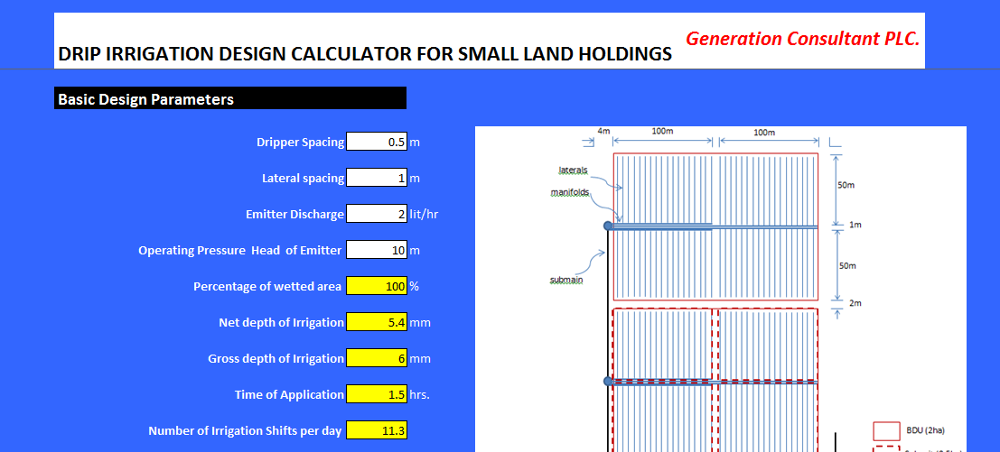 DRIP IRRIGATION DESIGN CALCULATOR FOR SMALL LAND HOLDINGS
Generation Consultant PLC.
Basic Design Parameters
Dripper Spacing 0.5 m
Lateral spacing 1 m
Emitter Discharge 2 lit/hr
Operating Pressure Head of Emitter 10 m
Percentage of wetted area 100 %
Net depth of Irrigation 5.4 mm
Gross depth of Irrigation 6 mm
Time of Application 1.5 hrs.
Number of Irrigation Shifts per day 11.3
4m 100m 100m
laterals
manifolds
50m
1m
50m
submain
2m
BDU (2ha)